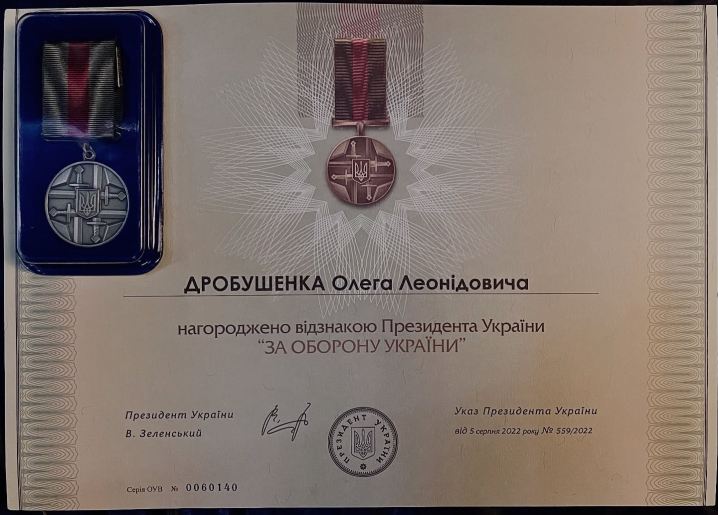 ДРОБУШЕНКА Олега Леонідовича
нагороджено відзнакою Президента України
“ЗА ОБОРОНУ УКРАЇНИ”
Президент України
В. Зеленський
ПРЕЗИДЕНТ УКРАЇНИ
Указ Президента України
від 5 серпня 2022 року № 559/2022
Серія ОУВ № 0060140